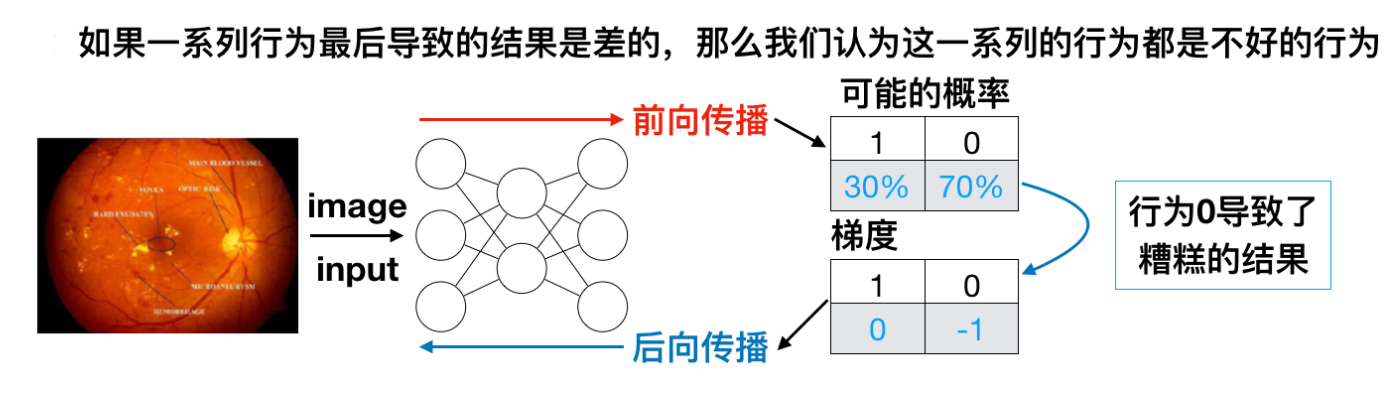 如果一系列行为最后导致的结果是差的，那么我们认为这一系列的行为都是不好的行为
可能的概率
前向传播
1 0
30% 70%
MAIN BLOOD VESSEL
FOVEA
OPTIC DISK
HARD EXUDATES
MICROANEURYSM
HEMORRHAGE
image
input
行为0导致了
糟糕的结果
梯度
1 0
0 -1
后向传播